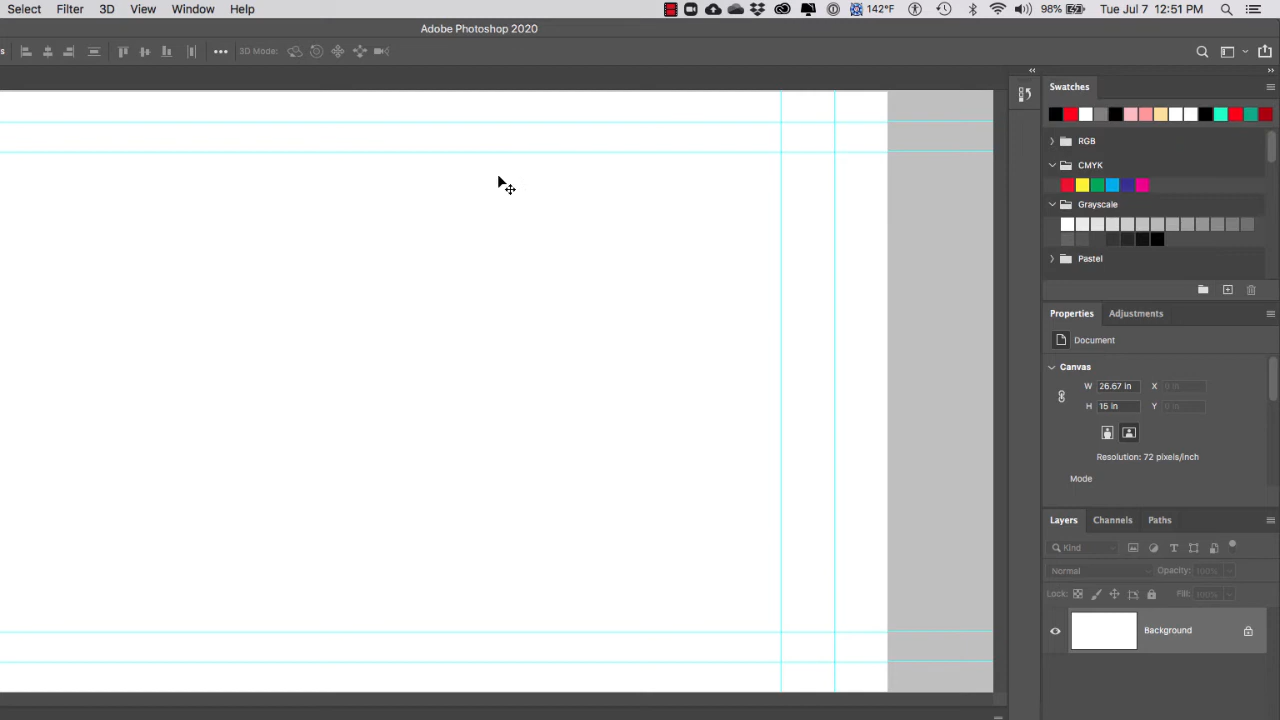 Select Filter 3D View Window Help 142°F 98% Tue Jul 7 12:51 PM
Adobe Photoshop 2020
s 3D Mode:
Swatches
RGB
CMYK
Grayscale
Pastel
Properties Adjustments
Document
Canvas
W 26.67 in X 0 in
H 15 in Y 0 in
Resolution: 72 pixels/inch
Mode
Layers Channels Paths
Kind
Normal Opacity: 100%
Lock: Fill: 100%
Background